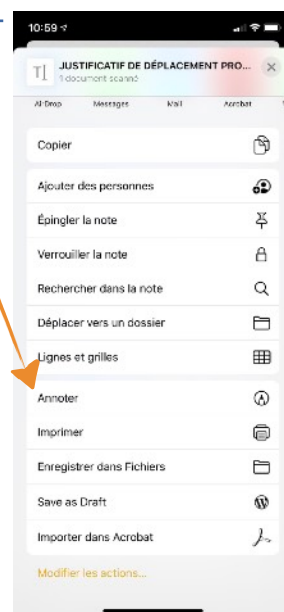 10:59
JUSTIFICATIF DE DÉPLACEMENT PRO...
1 document scanné
AirDrop Messages Mail Acrobat
Copier
Ajouter des personnes
Épingler la note
Verrouiller la note
Rechercher dans la note
Déplacer vers un dossier
Lignes et grilles
Annoter
Imprimer
Enregistrer dans Fichiers
Save as Draft
Importer dans Acrobat
Modifier les actions...